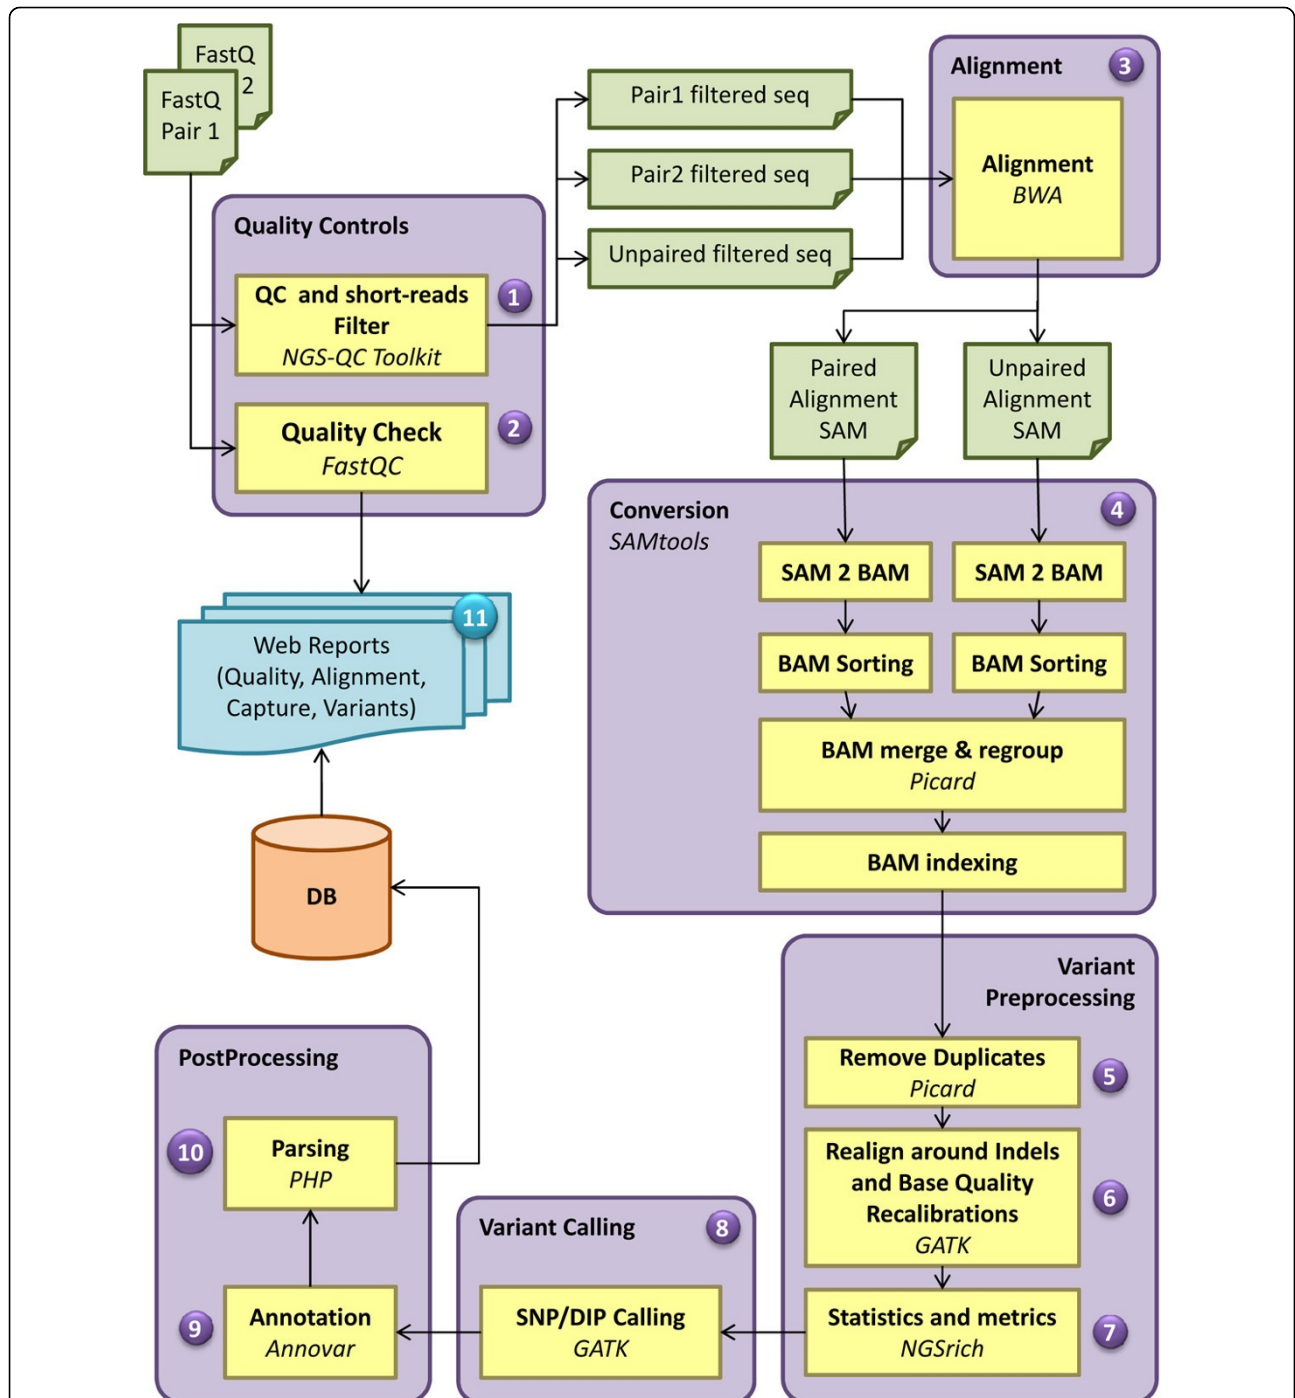 FastQ
2
FastQ
Pair 1
Quality Controls
QC and short-reads
Filter
NGS-QC Toolkit
1
Quality Check
FastQC
2
Pair1 filtered seq
Pair2 filtered seq
Unpaired filtered seq
Alignment
3
Alignment
BWA
Paired
Alignment
SAM
Unpaired
Alignment
SAM
Conversion
SAMtools
4
SAM 2 BAM
SAM 2 BAM
BAM Sorting
BAM Sorting
BAM merge & regroup
Picard
BAM indexing
Variant
Preprocessing
Remove Duplicates
Picard
5
Realign around Indels
and Base Quality
Recalibrations
GATK
6
Statistics and metrics
NGSrich
7
Variant Calling
8
SNP/DIP Calling
GATK
PostProcessing
9
Annotation
Annovar
10
Parsing
PHP
DB
11
Web Reports
(Quality, Alignment,
Capture, Variants)